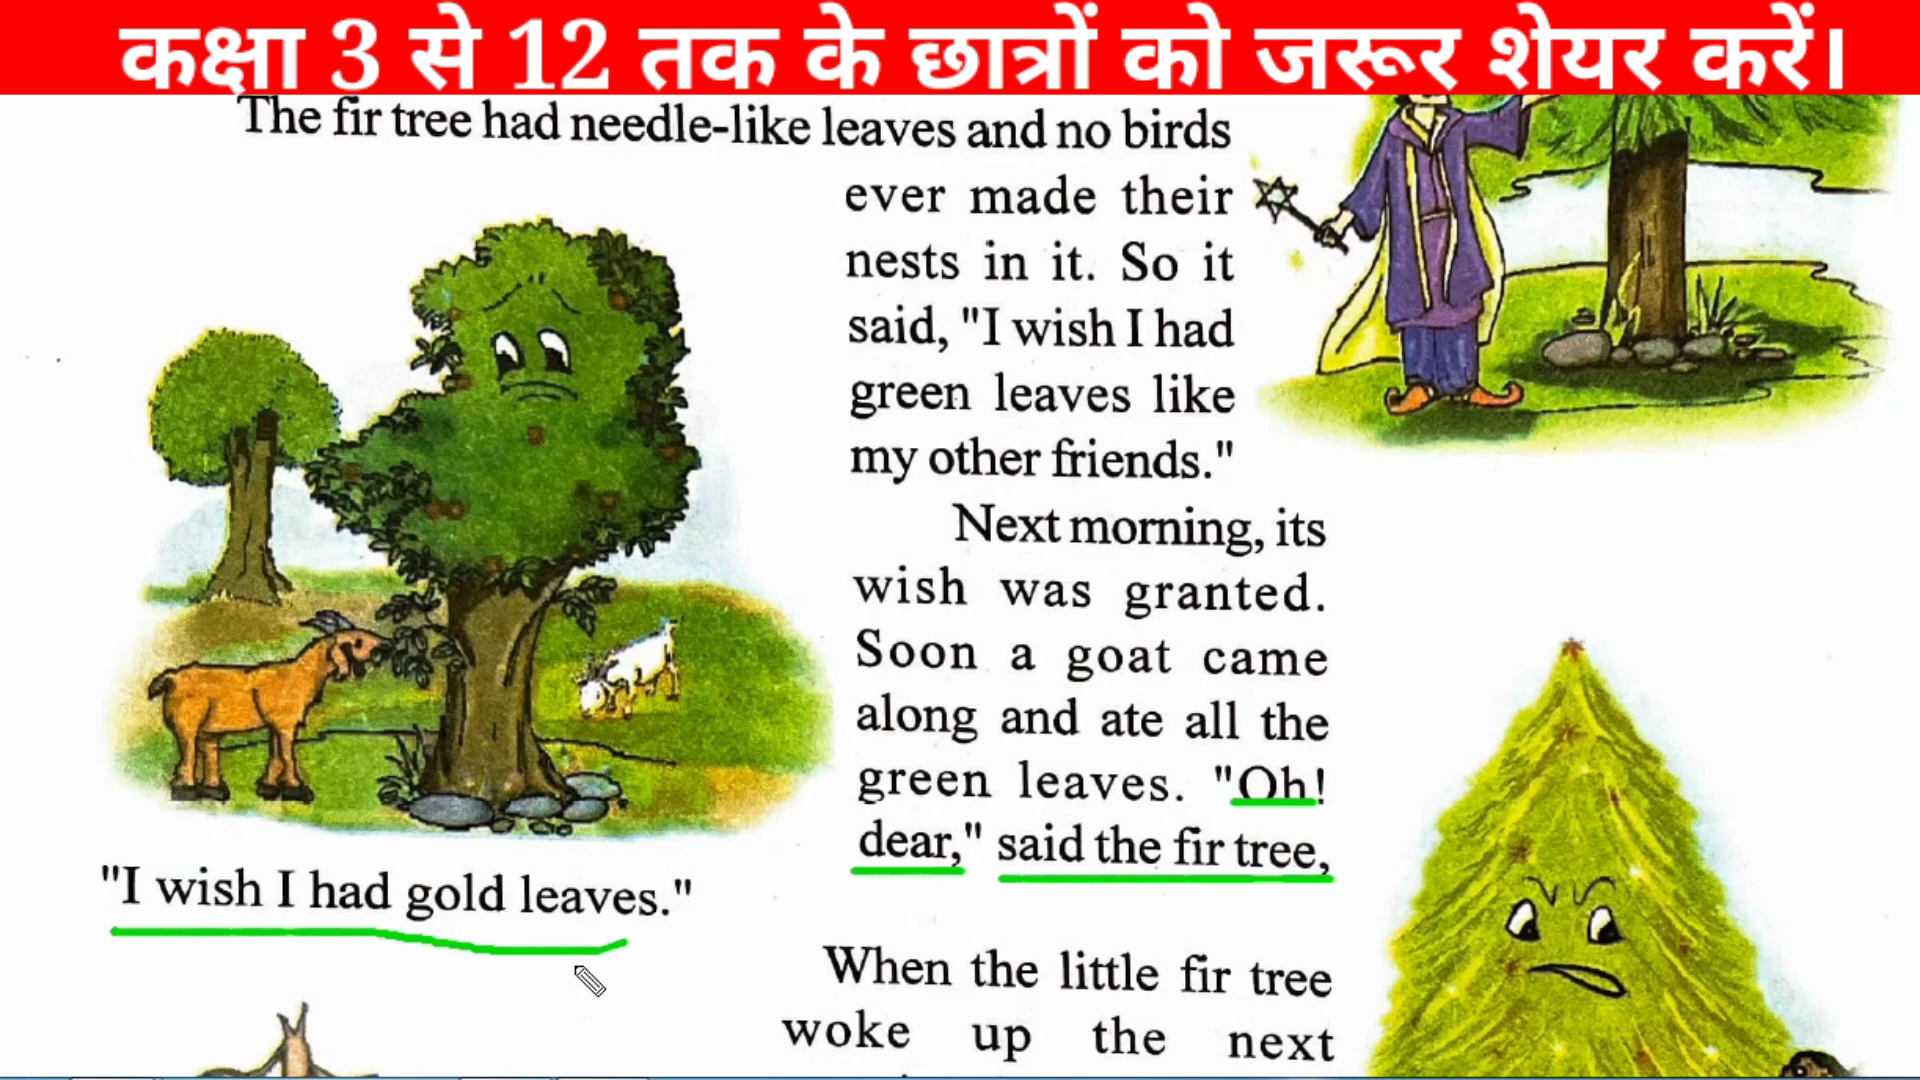 कक्षा 3 से 12 तक के छात्रों को जरूर शेयर करें।
The fir tree had needle-like leaves and no birds
ever made their
nests in it. So it
said, "I wish I had
green leaves like
my other friends."
Next morning, its
wish was granted.
Soon a goat came
along and ate all the
green leaves. "Oh!
dear," said the fir tree,
"I wish I had gold leaves."
When the little fir tree
woke up the next